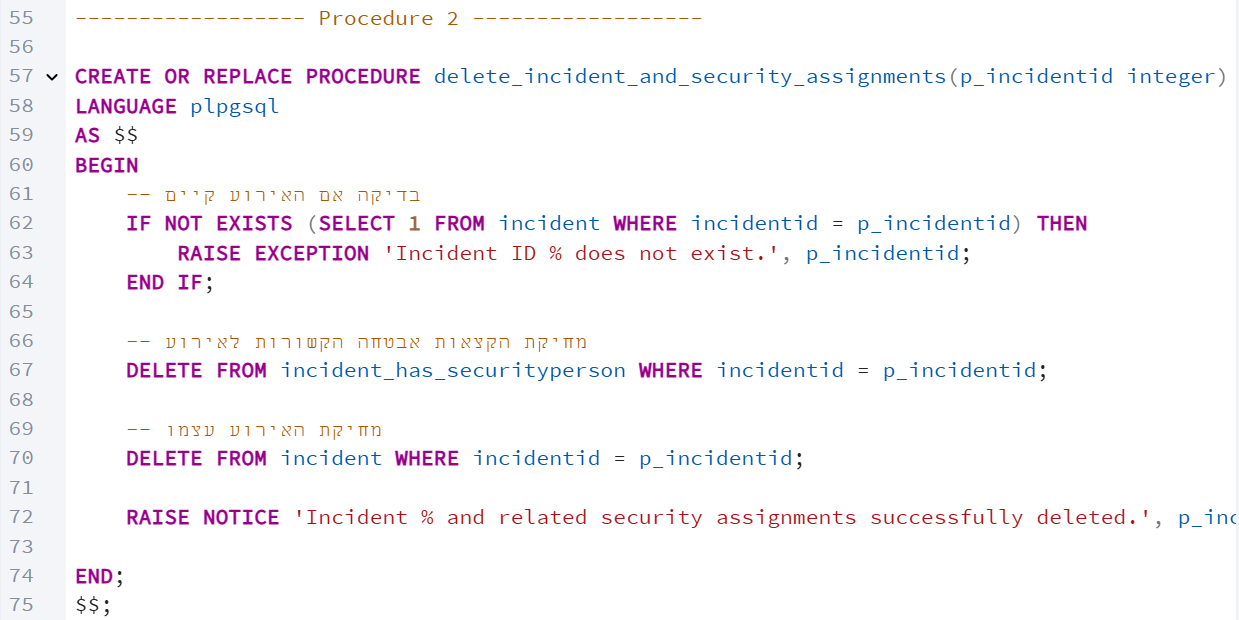 55 ------------------ Procedure 2 ------------------
56
57 CREATE OR REPLACE PROCEDURE delete_incident_and_security_assignments(p_incidentid integer)
58 LANGUAGE plpgsql
59 AS $$
60 BEGIN
61     -- בדיקה אם האירוע קיים
62     IF NOT EXISTS (SELECT 1 FROM incident WHERE incidentid = p_incidentid) THEN
63         RAISE EXCEPTION 'Incident ID % does not exist.', p_incidentid;
64     END IF;
65
66     -- מחיקת הקצאות אבטחה הקשורות לאירוע
67     DELETE FROM incident_has_securityperson WHERE incidentid = p_incidentid;
68
69     -- מחיקת האירוע עצמו
70     DELETE FROM incident WHERE incidentid = p_incidentid;
71
72     RAISE NOTICE 'Incident % and related security assignments successfully deleted.',
73
74 END;
75 $$;